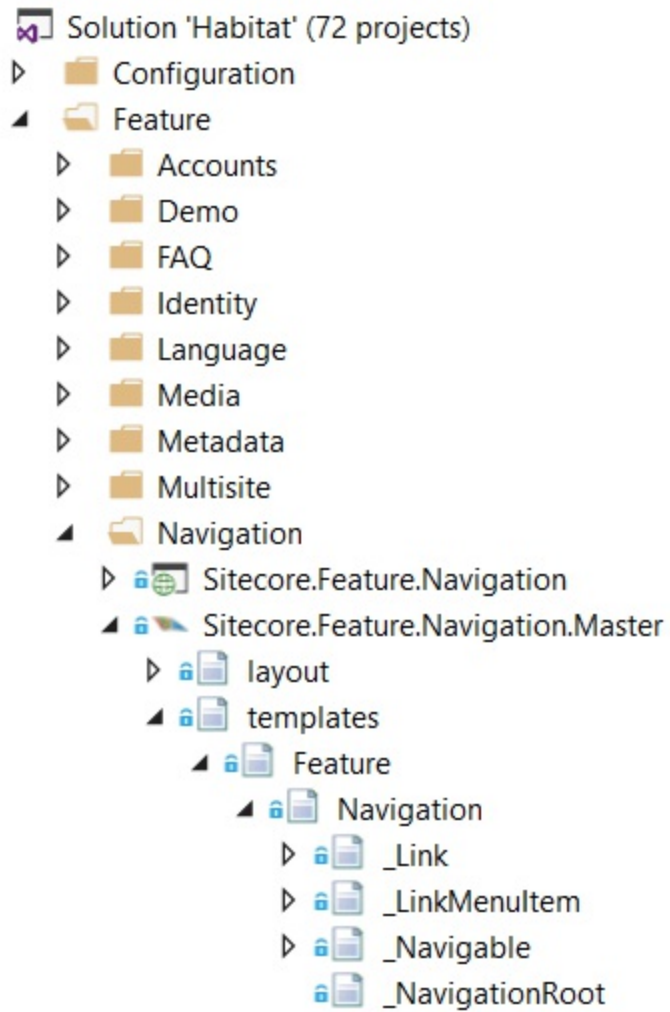 Solution 'Habitat' (72 projects)
Configuration
Feature
Accounts
Demo
FAQ
Identity
Language
Media
Metadata
Multisite
Navigation
Sitecore.Feature.Navigation
Sitecore.Feature.Navigation.Master
layout
templates
Feature
Navigation
_Link
_LinkMenuItem
_Navigable
_NavigationRoot